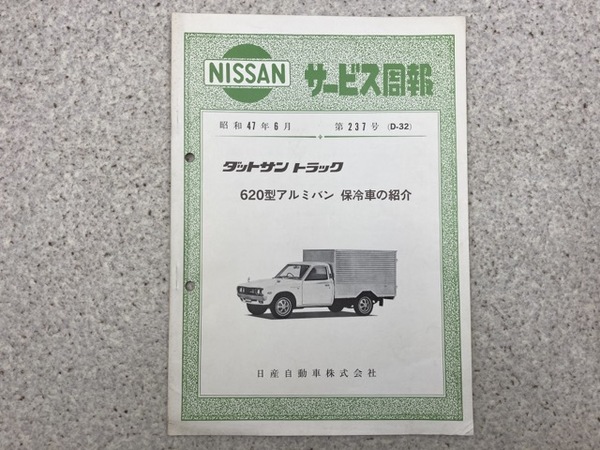 NISSAN サービス周報
昭和47年6月 第237号 (D-32)
ダットサン トラック
620型アルミバン 保冷車の紹介
日産自動車株式会社